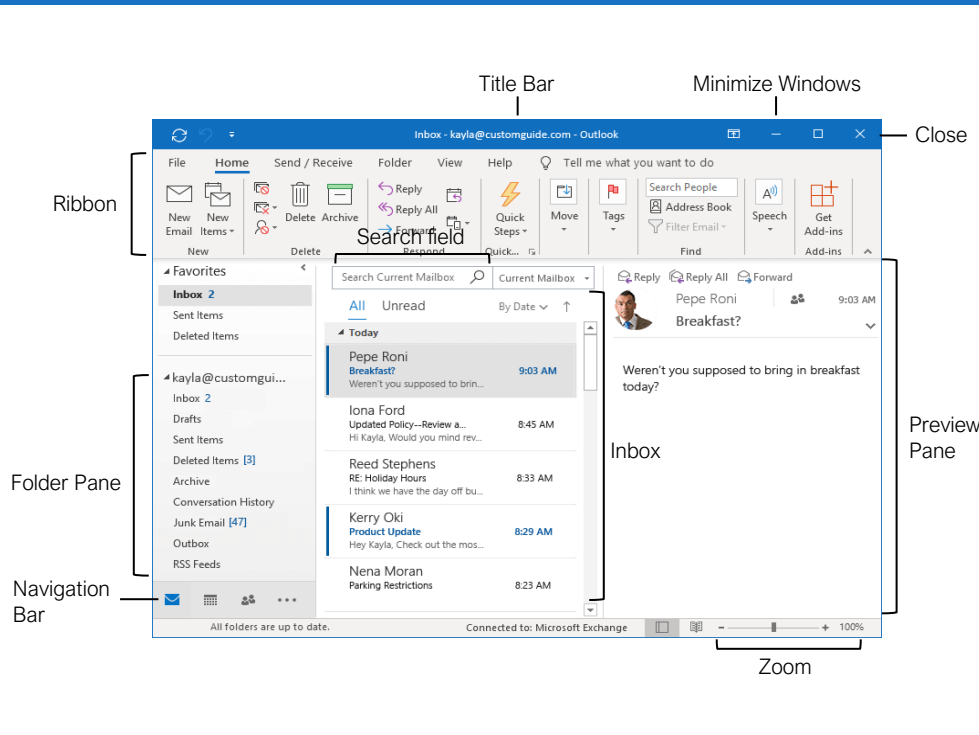 Title Bar
Minimize Windows
Inbox - kayla@customguide.com - Outlook
Close
File Home Send / Receive Folder View Help Tell me what you want to do
Ribbon
New Email
New Items
Delete
Archive
Reply
Reply All
Forward
Quick Steps
Move
Tags
Search People
Address Book
Filter Email
Speech
Get Add-ins
New
Delete
Respond
Quick...
Find
Add-ins
Search field
Favorites
Inbox 2
Sent Items
Deleted Items
kayla@customgui...
Inbox 2
Drafts
Sent Items
Deleted Items [3]
Archive
Conversation History
Junk Email [47]
Outbox
RSS Feeds
Folder Pane
Navigation
Bar
Search Current Mailbox
Current Mailbox
All Unread By Date
Today
Pepe Roni
Breakfast? 9:03 AM
Weren't you supposed to brin...
Iona Ford
Updated Policy--Review a... 8:45 AM
Hi Kayla, Would you mind rev...
Reed Stephens
RE: Holiday Hours 8:33 AM
I think we have the day off bu...
Kerry Oki
Product Update 8:29 AM
Hey Kayla, Check out the mos...
Nena Moran
Parking Restrictions 8:23 AM
Inbox
Reply Reply All Forward
Pepe Roni 9:03 AM
Breakfast?
Weren't you supposed to bring in breakfast
today?
Preview
Pane
All folders are up to date. Connected to: Microsoft Exchange 100%
Zoom